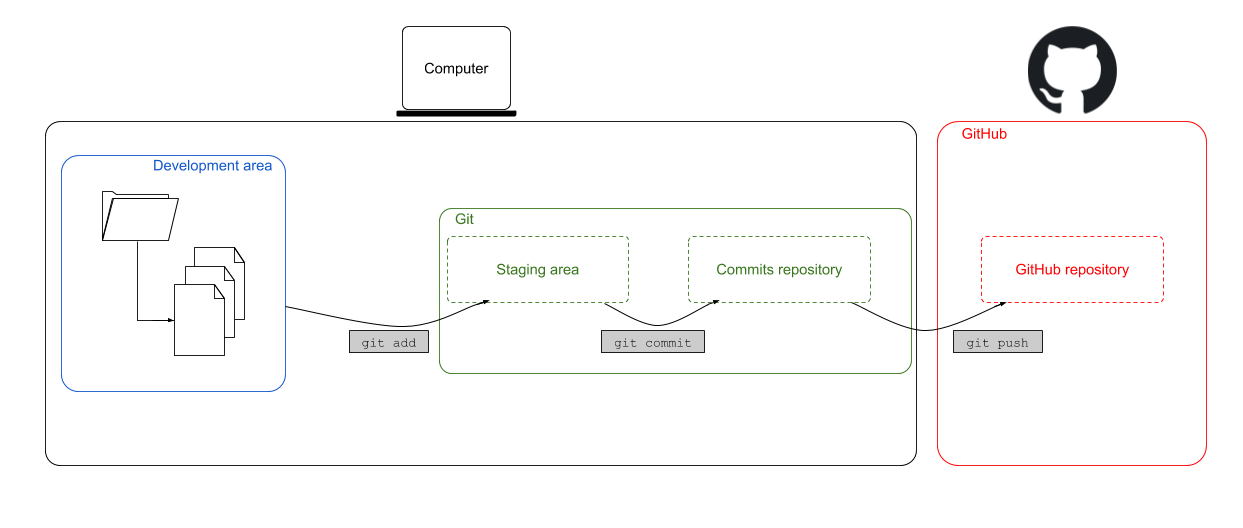 Computer
GitHub
Development area
Git
Staging area
Commits repository
GitHub repository
git add
git commit
git push